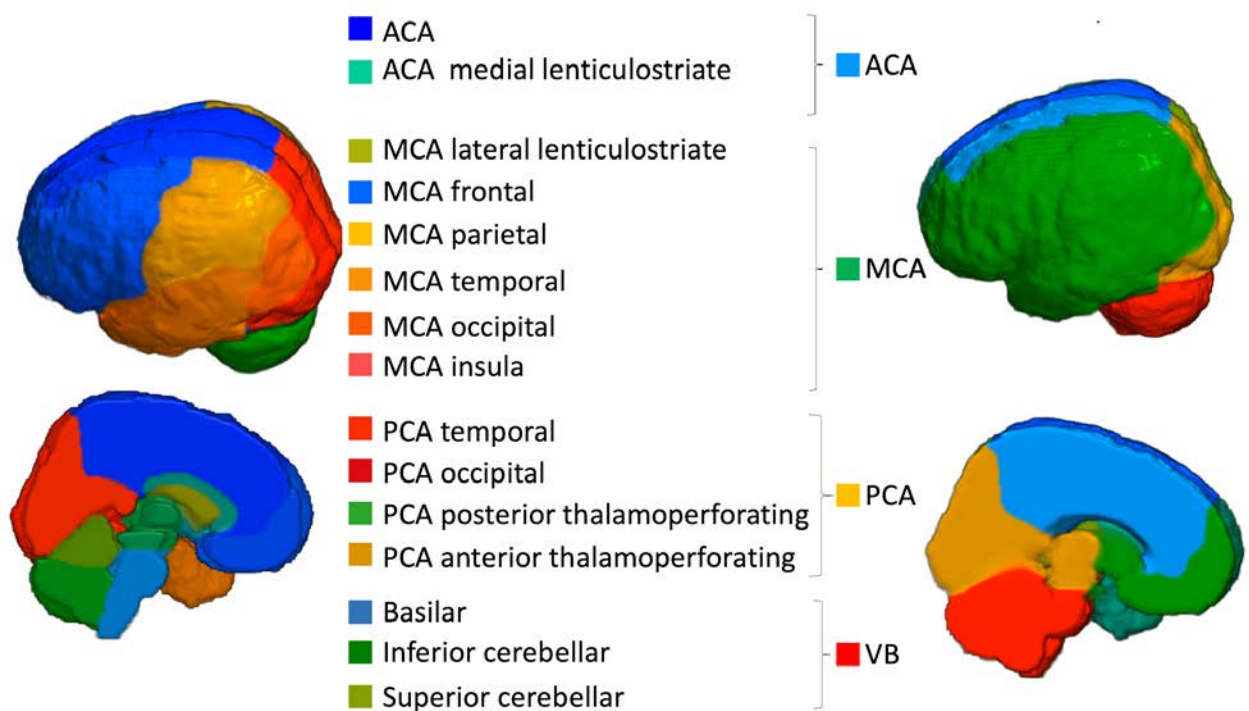 ACA
ACA medial lenticulostriate
ACA
MCA lateral lenticulostriate
MCA frontal
MCA parietal
MCA temporal
MCA occipital
MCA insula
MCA
PCA temporal
PCA occipital
PCA posterior thalamoperforating
PCA anterior thalamoperforating
PCA
Basilar
Inferior cerebellar
Superior cerebellar
VB